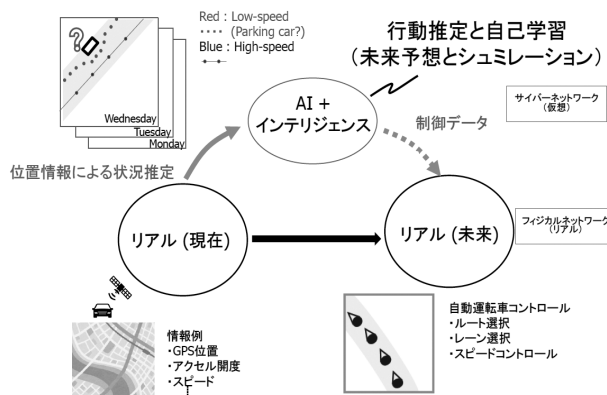 Red : Low-speed
(Parking car?)
Blue : High-speed
?
Wednesday
Tuesday
Monday
行動推定と自己学習
(未来予想とシュミレーション)
AI +
インテリジェンス
サイバーネットワーク
(仮想)
制御データ
位置情報による状況推定
リアル (現在)
リアル (未来)
フィジカルネットワーク
(リアル)
情報例
・GPS位置
・アクセル開度
・スピード
自動運転車コントロール
・ルート選択
・レーン選択
・スピードコントロール